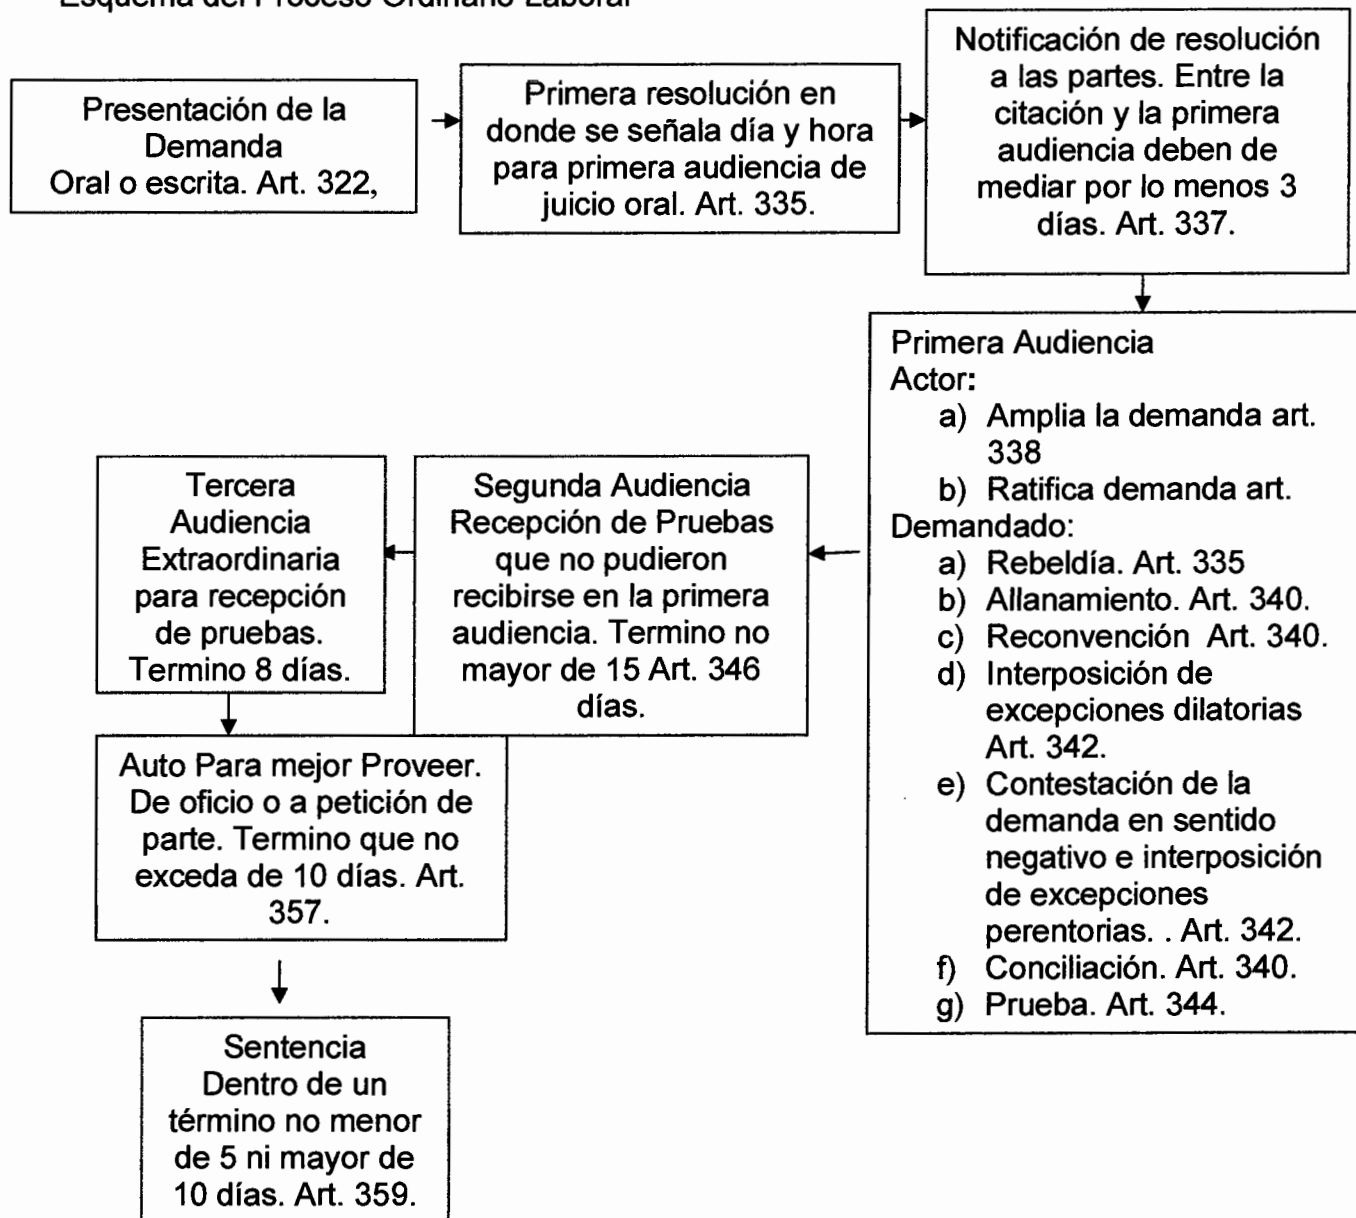 Esquema del Proceso Ordinario Laboral
Presentación de la
Demanda
Oral o escrita. Art. 322,
Primera resolución en
donde se señala día y hora
para primera audiencia de
juicio oral. Art. 335.
Notificación de resolución
a las partes. Entre la
citación y la primera
audiencia deben de
mediar por lo menos 3
días. Art. 337.
Primera Audiencia
Actor:
a) Amplia la demanda art.
338
b) Ratifica demanda art.
Demandado:
a) Rebeldía. Art. 335
b) Allanamiento. Art. 340.
c) Reconvención Art. 340.
d) Interposición de
excepciones dilatorias
Art. 342.
e) Contestación de la
demanda en sentido
negativo e interposición
de excepciones
perentorias. . Art. 342.
f) Conciliación. Art. 340.
g) Prueba. Art. 344.
Segunda Audiencia
Recepción de Pruebas
que no pudieron
recibirse en la primera
audiencia. Termino no
mayor de 15 Art. 346
días.
Tercera
Audiencia
Extraordinaria
para recepción
de pruebas.
Termino 8 días.
Auto Para mejor Proveer.
De oficio o a petición de
parte. Termino que no
exceda de 10 días. Art.
357.
Sentencia
Dentro de un
término no menor
de 5 ni mayor de
10 días. Art. 359.